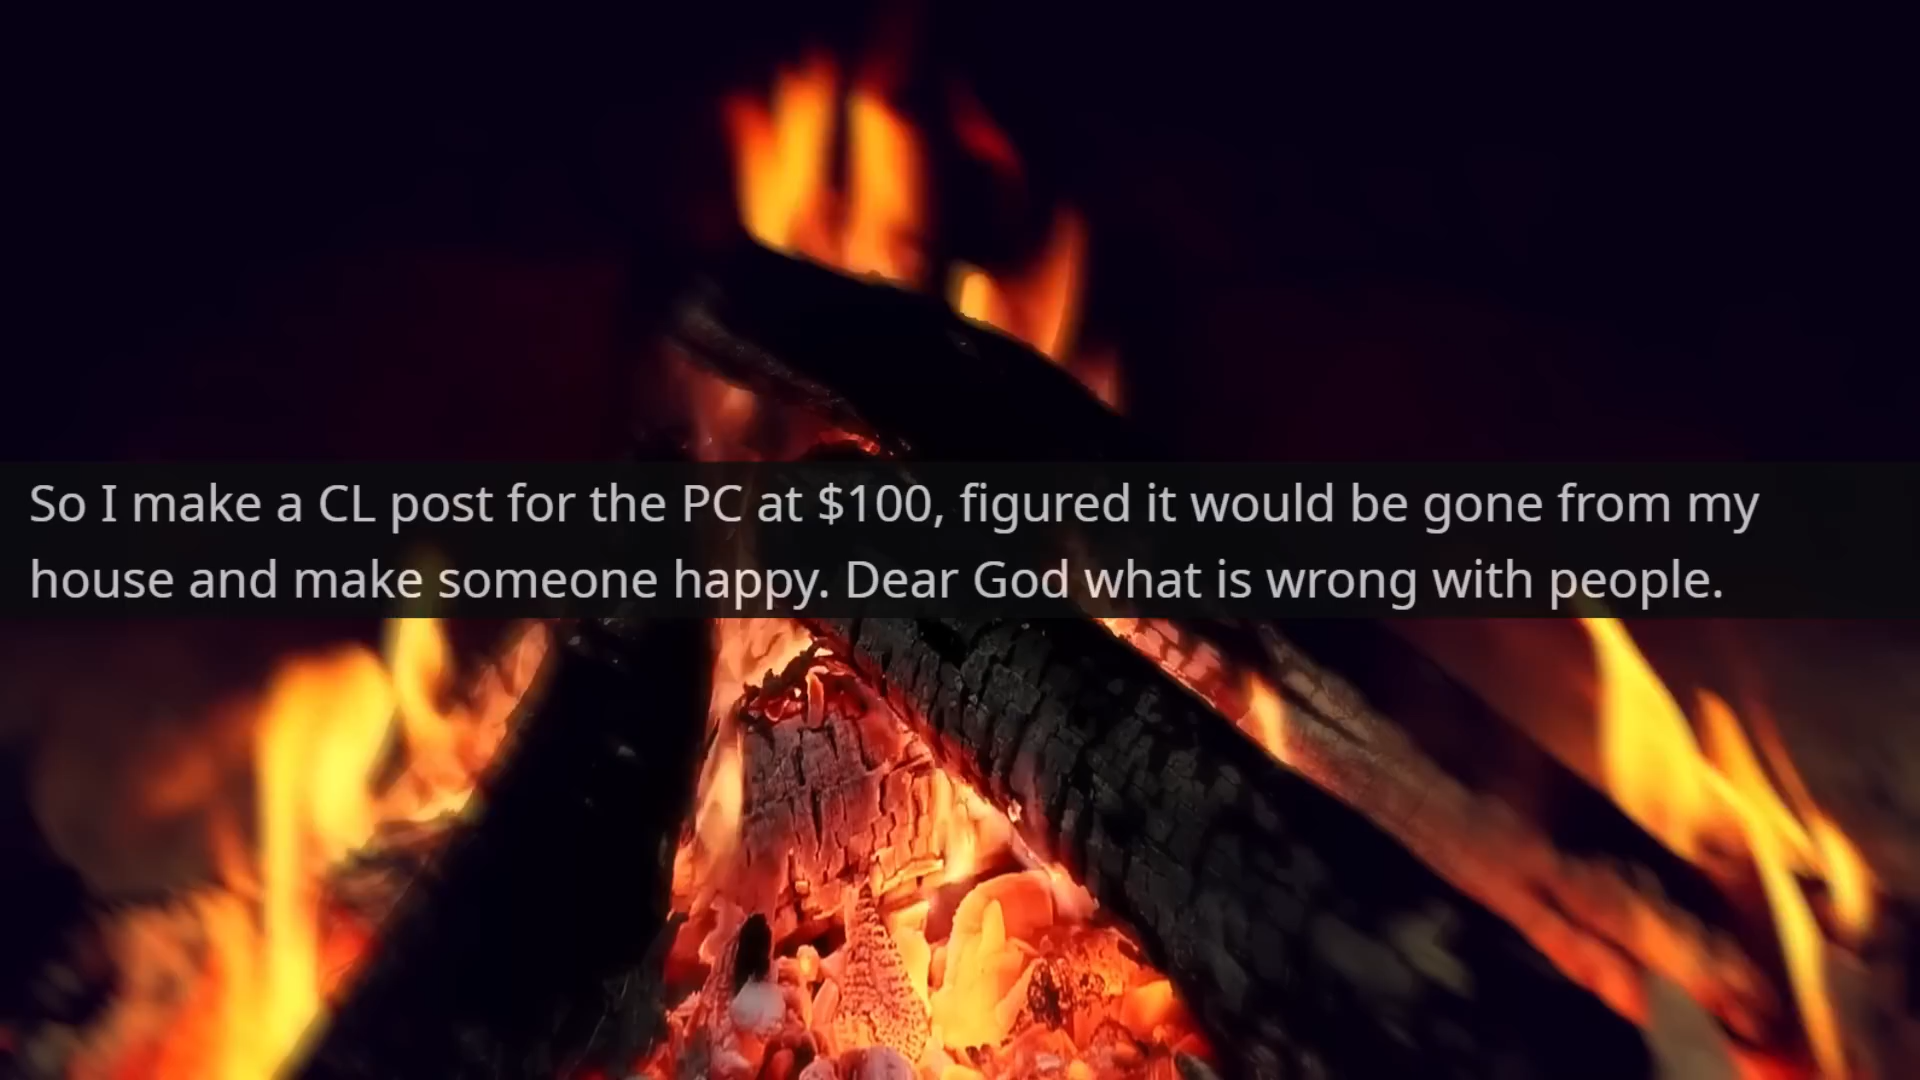 So I make a CL post for the PC at $100, figured it would be gone from my
house and make someone happy. Dear God what is wrong with people.